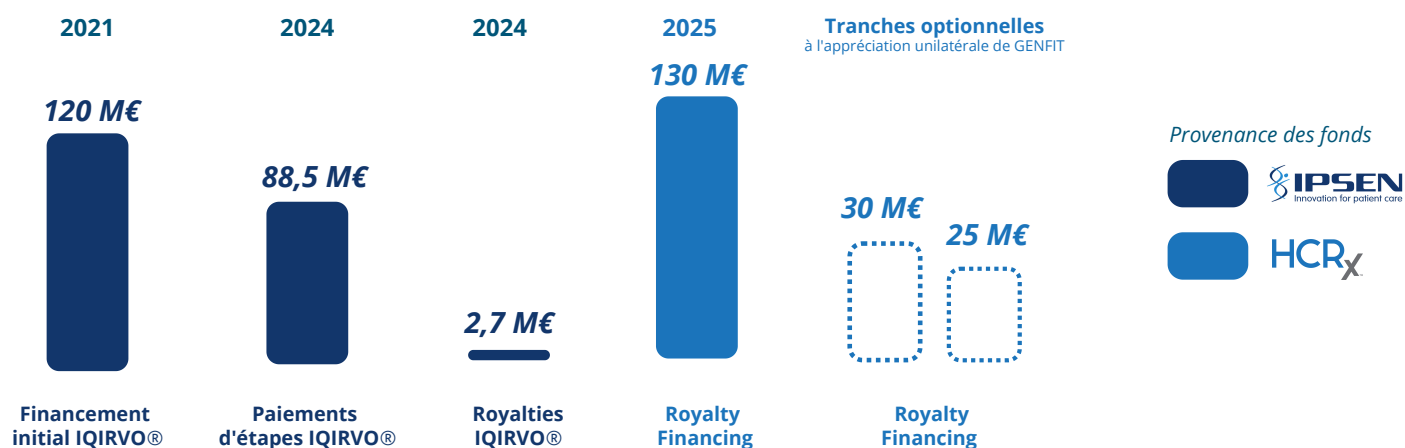 2021
2024
2024
2025
Tranches optionnelles
à l'appréciation unilatérale de GENFIT
120 M€
88,5 M€
2,7 M€
130 M€
30 M€
25 M€
Provenance des fonds
IPSEN
Innovation for patient care
HCRX
Financement
initial IQIRVO®
Paiements
d'étapes IQIRVO®
Royalties
IQIRVO®
Royalty
Financing
Royalty
Financing